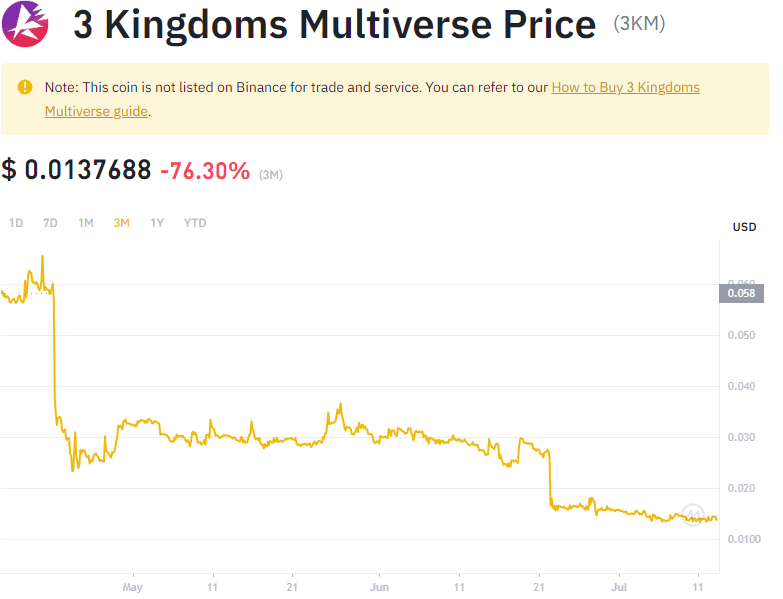 3 Kingdoms Multiverse Price (3KM)
Note: This coin is not listed on Binance for trade and service. You can refer to our How to Buy 3 Kingdoms
Multiverse guide.
$ 0.0137688 -76.30% (3M)
1D 7D 1M 3M 1Y YTD
USD
0.060
0.058
0.050
0.040
0.030
0.020
0.0100
May 11 21 Jun 11 21 Jul 11